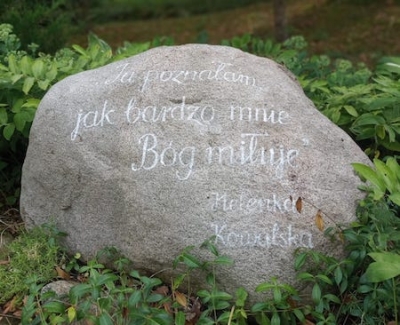 „Ja poznałam
jak bardzo mnie
Bóg miłuje"
Helenka
Kowalska